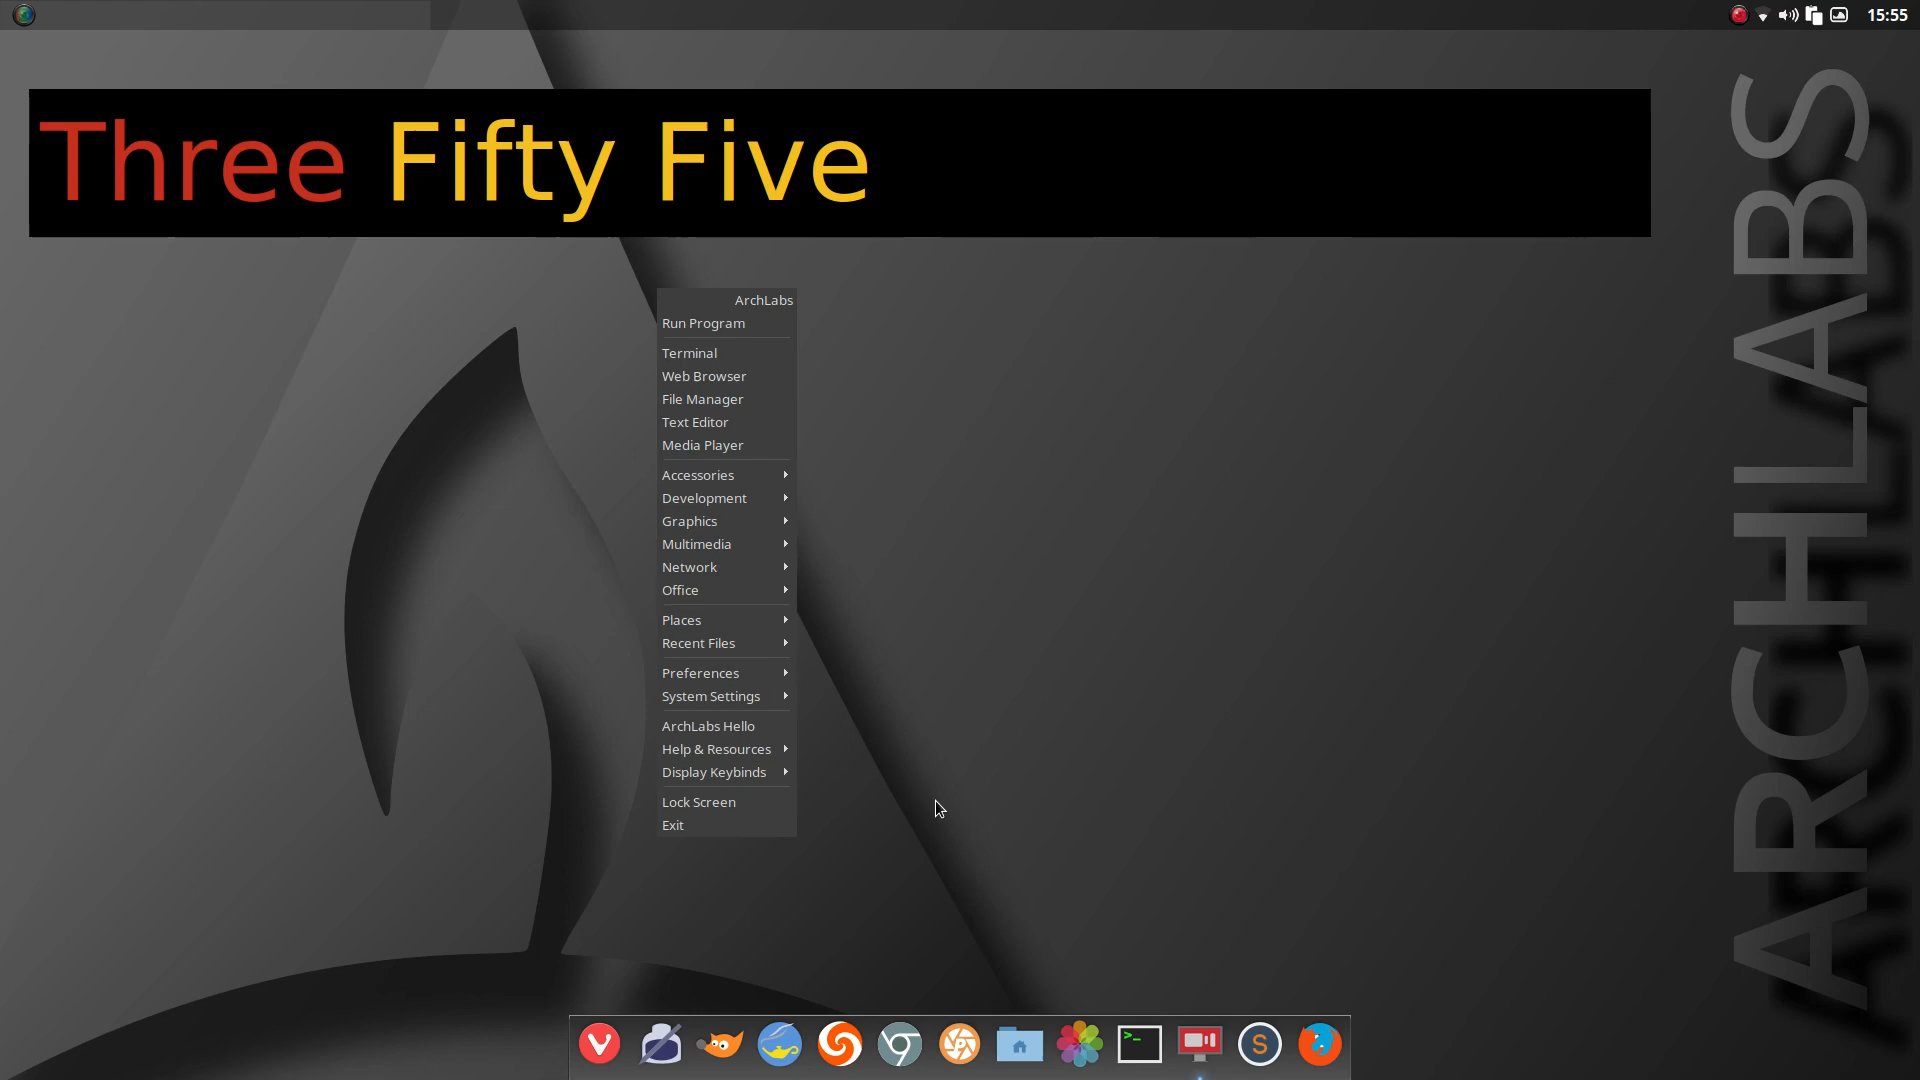 15:55
Three Fifty Five
ArchLabs
Run Program
Terminal
Web Browser
File Manager
Text Editor
Media Player
Accessories
Development
Graphics
Multimedia
Network
Office
Places
Recent Files
Preferences
System Settings
ArchLabs Hello
Help & Resources
Display Keybinds
Lock Screen
Exit
ARCHLABS
>_